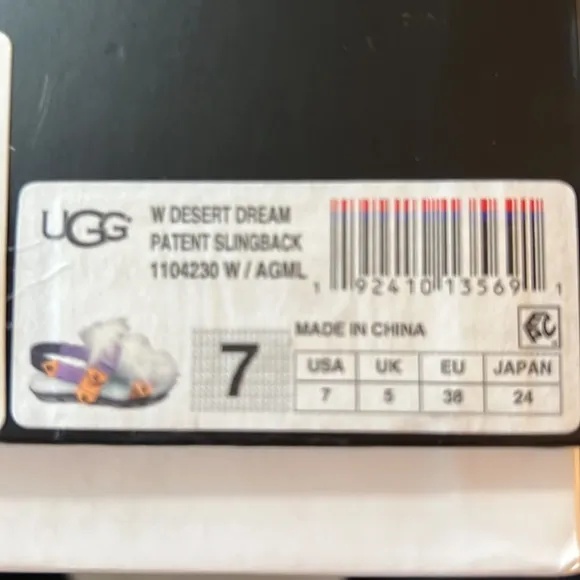 UGG
W DESERT DREAM
PATENT SLINGBACK
1104230 W / AGML
1 92410 13569 1
MADE IN CHINA
7
USA UK EU JAPAN
7 5 38 24